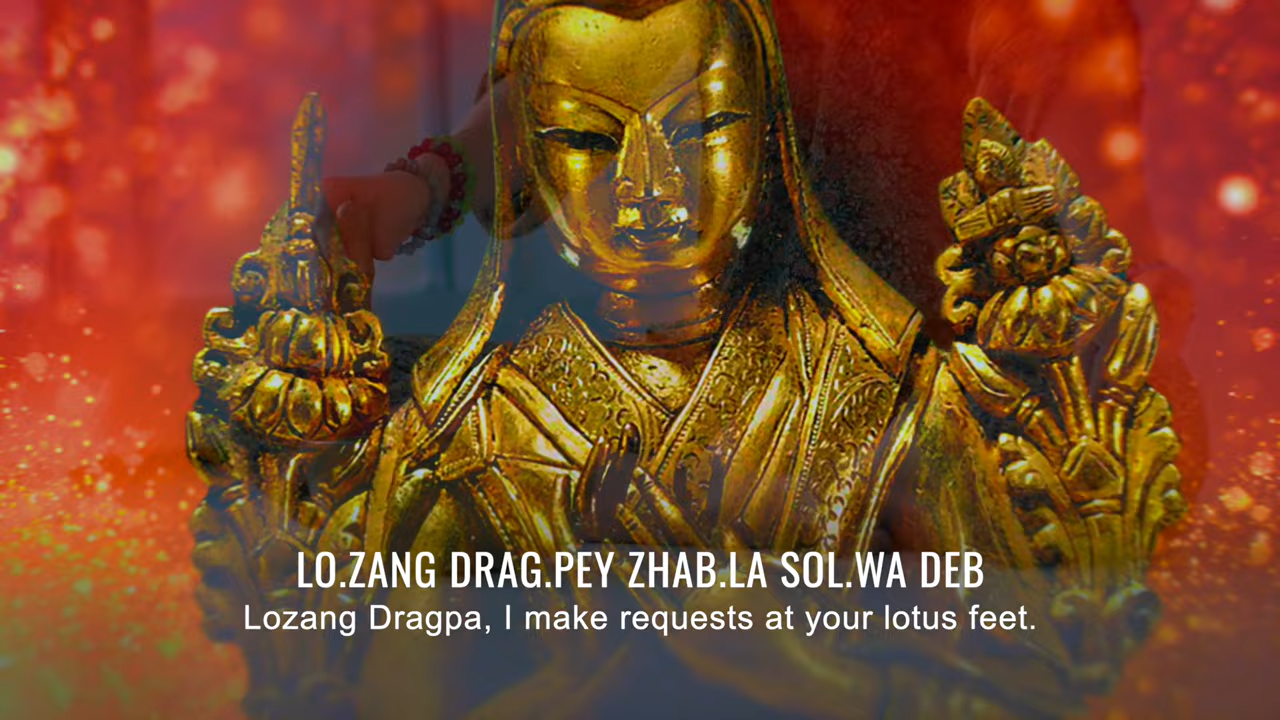 LO.ZANG DRAG.PEY ZHAB.LA SOL.WA DEB
Lozang Dragpa, I make requests at your lotus feet.